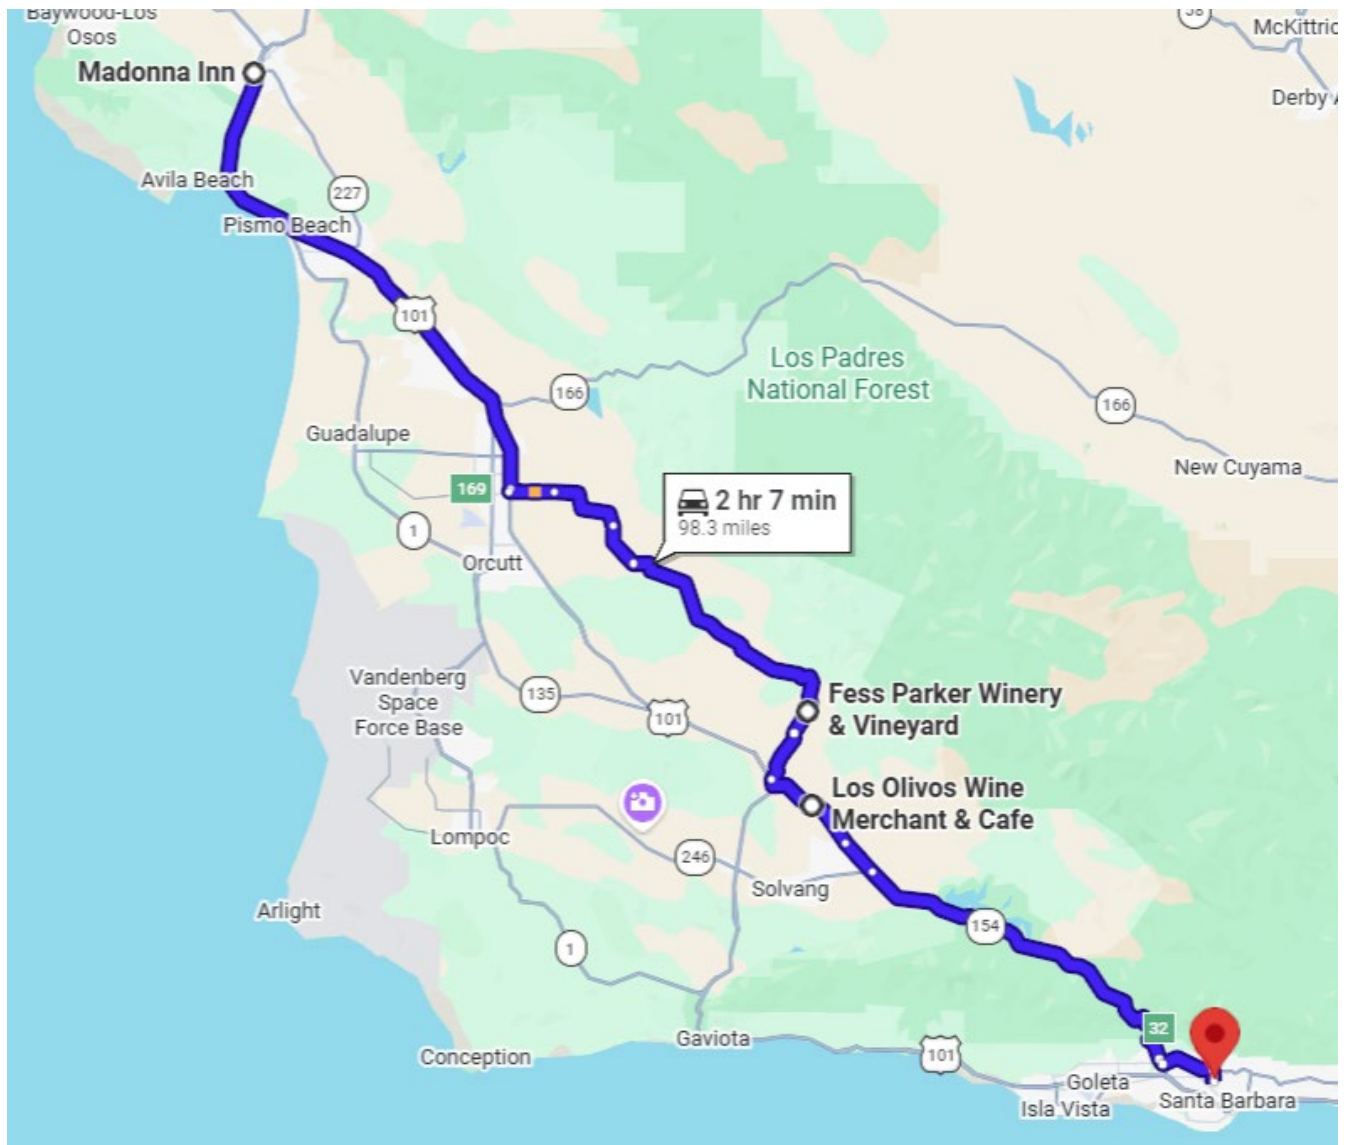 Baywood-Los
Osos
58
McKittric
Madonna Inn
Derby A
Avila Beach
227
Pismo Beach
101
Los Padres
National Forest
166
166
Guadalupe
New Cuyama
169
2 hr 7 min
98.3 miles
1
Orcutt
Vandenberg
Space
Force Base
135
101
Fess Parker Winery
& Vineyard
Los Olivos Wine
Merchant & Cafe
Lompoc
246
Solvang
Arlight
154
1
32
Gaviota
101
Conception
Goleta
Isla Vista
Santa Barbara